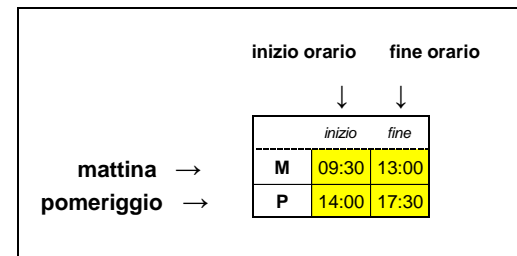 inizio orario fine orario
↓ ↓
inizio fine
mattina → M 09:30 13:00
pomeriggio → P 14:00 17:30